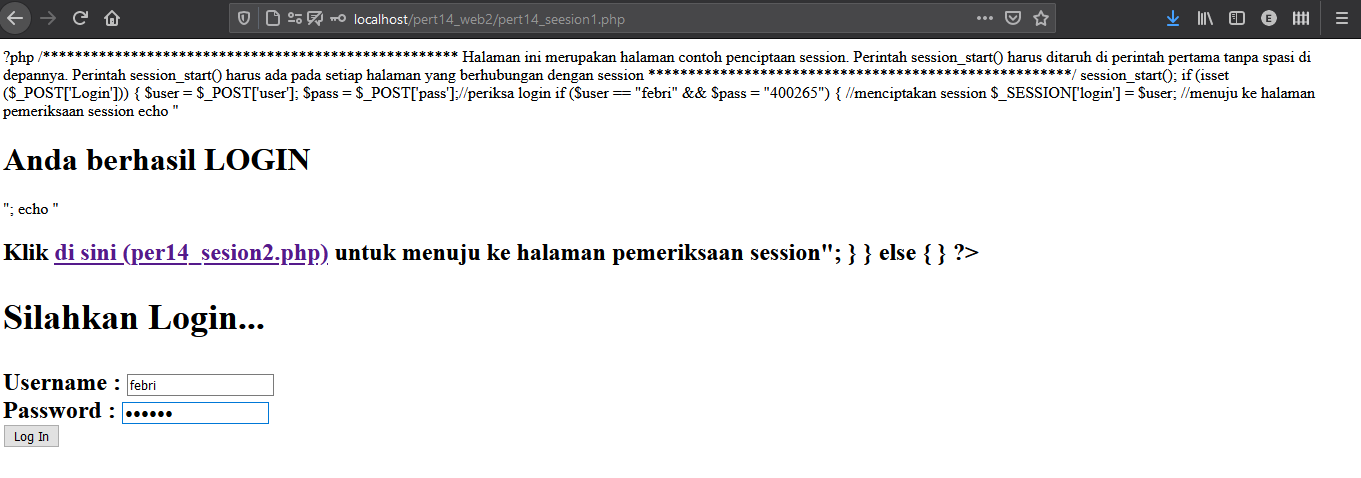 localhost/pert14_web2/pert14_seesion1.php
E
?php /**************************************************** Halaman ini merupakan halaman contoh penciptaan session. Perintah session_start() harus ditaruh di perintah pertama tanpa spasi di
depannya. Perintah session_start() harus ada pada setiap halaman yang berhubungan dengan session *****************************************************/ session_start(); if (isset
($_POST['Login'])) { $user = $_POST['user']; $pass = $_POST['pass'];//periksa login if ($user == "febri" && $pass = "400265") { //menciptakan session $_SESSION['login'] = $user; //menuju ke halaman
pemeriksaan session echo "
Anda berhasil LOGIN
"; echo "
Klik di sini (per14_sesion2.php) untuk menuju ke halaman pemeriksaan session"; } } else { } ?>
Silahkan Login...
Username : febri
Password : ●●●●●●
Log In